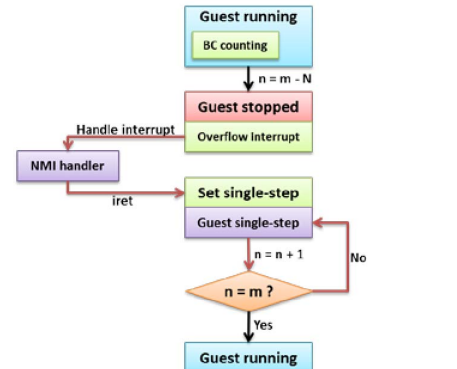 Guest running
BC counting
n = m - N
Guest stopped
Overflow Interrupt
Handle interrupt
NMI handler
iret
Set single-step
Guest single-step
n = n + 1
No
n = m ?
Yes
Guest running